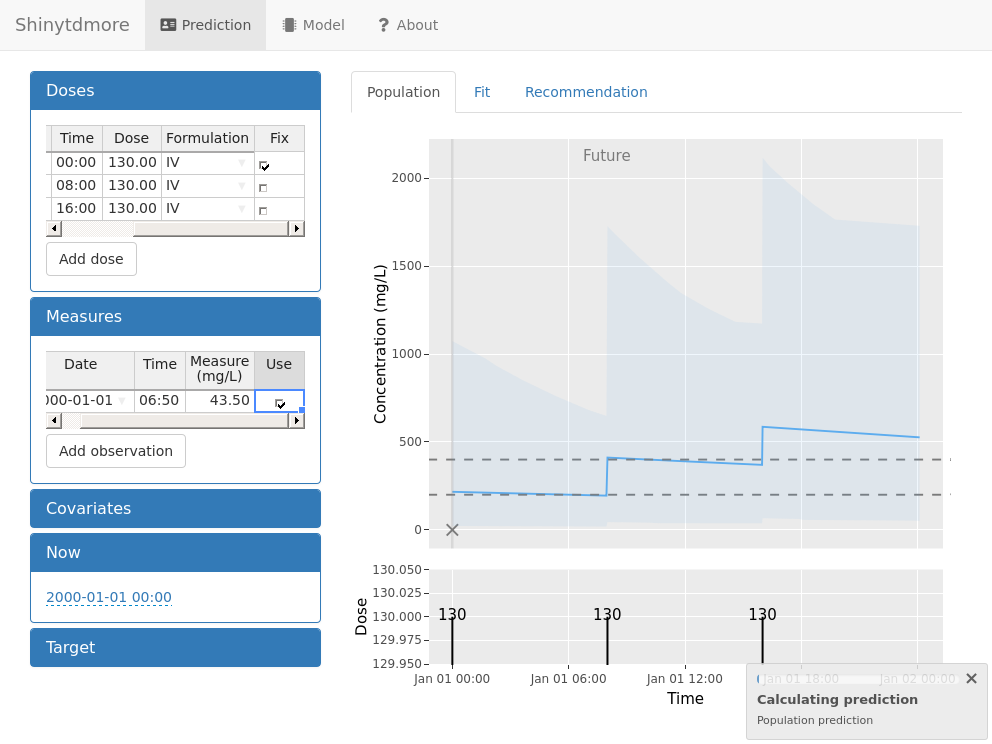 Shinytdmore Prediction Model ? About
Doses
Time Dose Formulation Fix
00:00 130.00 IV
08:00 130.00 IV
16:00 130.00 IV
Add dose
Measures
Date Time Measure (mg/L) Use
000-01-01 06:50 43.50
Add observation
Covariates
Now
2000-01-01 00:00
Target
Population Fit Recommendation
Future
Concentration (mg/L)
2000
1500
1000
500
0
Dose
130.050
130.025
130.000
129.975
129.950
130 130 130
Jan 01 00:00 Jan 01 06:00 Jan 01 12:00 Jan 01 18:00 Jan 02 00:00
Time
Calculating prediction
Population prediction